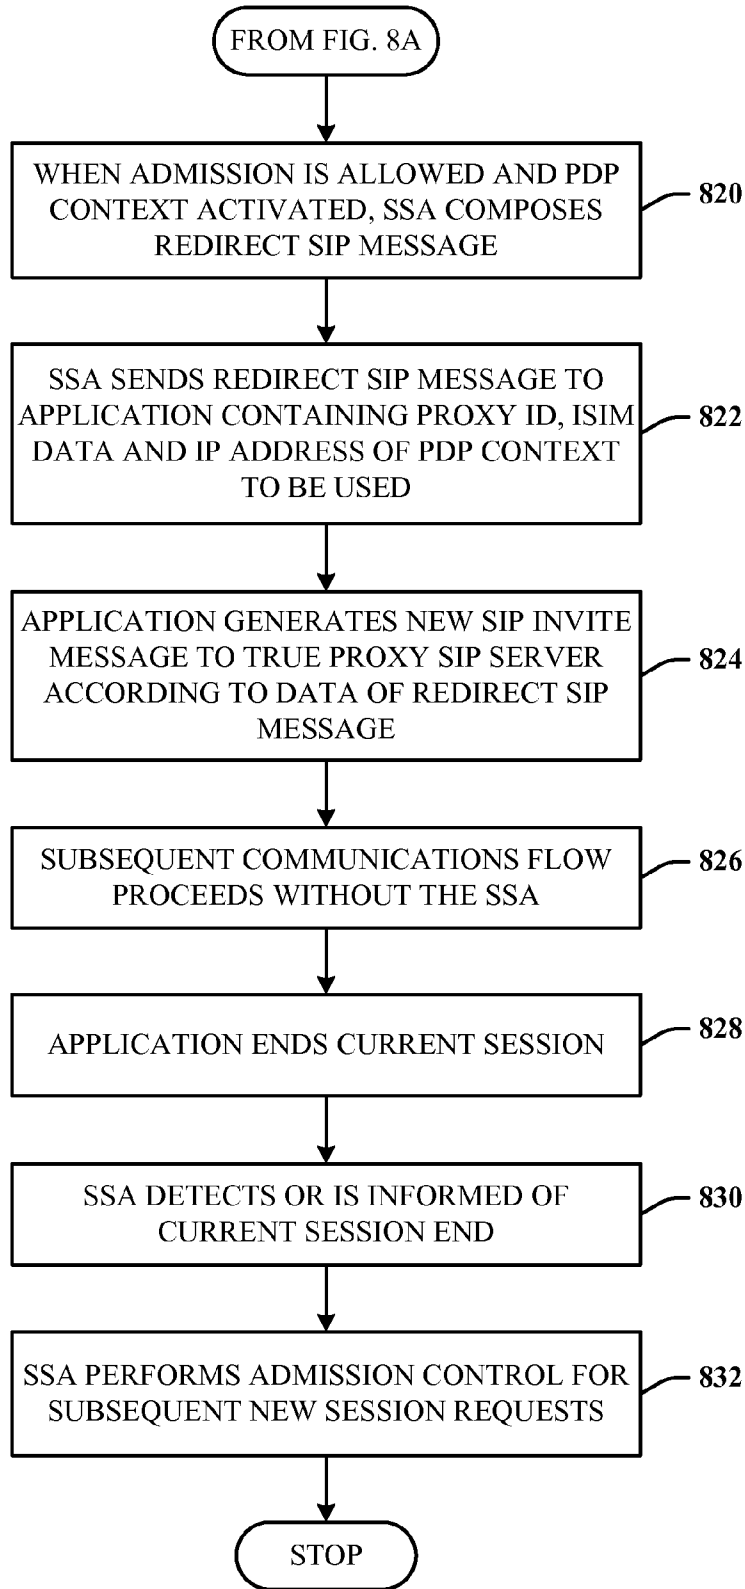 FROM FIG. 8A
WHEN ADMISSION IS ALLOWED AND PDP
CONTEXT ACTIVATED, SSA COMPOSES
REDIRECT SIP MESSAGE
820
SSA SENDS REDIRECT SIP MESSAGE TO
APPLICATION CONTAINING PROXY ID, ISIM
DATA AND IP ADDRESS OF PDP CONTEXT
TO BE USED
822
APPLICATION GENERATES NEW SIP INVITE
MESSAGE TO TRUE PROXY SIP SERVER
ACCORDING TO DATA OF REDIRECT SIP
MESSAGE
824
SUBSEQUENT COMMUNICATIONS FLOW
PROCEEDS WITHOUT THE SSA
826
APPLICATION ENDS CURRENT SESSION
828
SSA DETECTS OR IS INFORMED OF
CURRENT SESSION END
830
SSA PERFORMS ADMISSION CONTROL FOR
SUBSEQUENT NEW SESSION REQUESTS
832
STOP